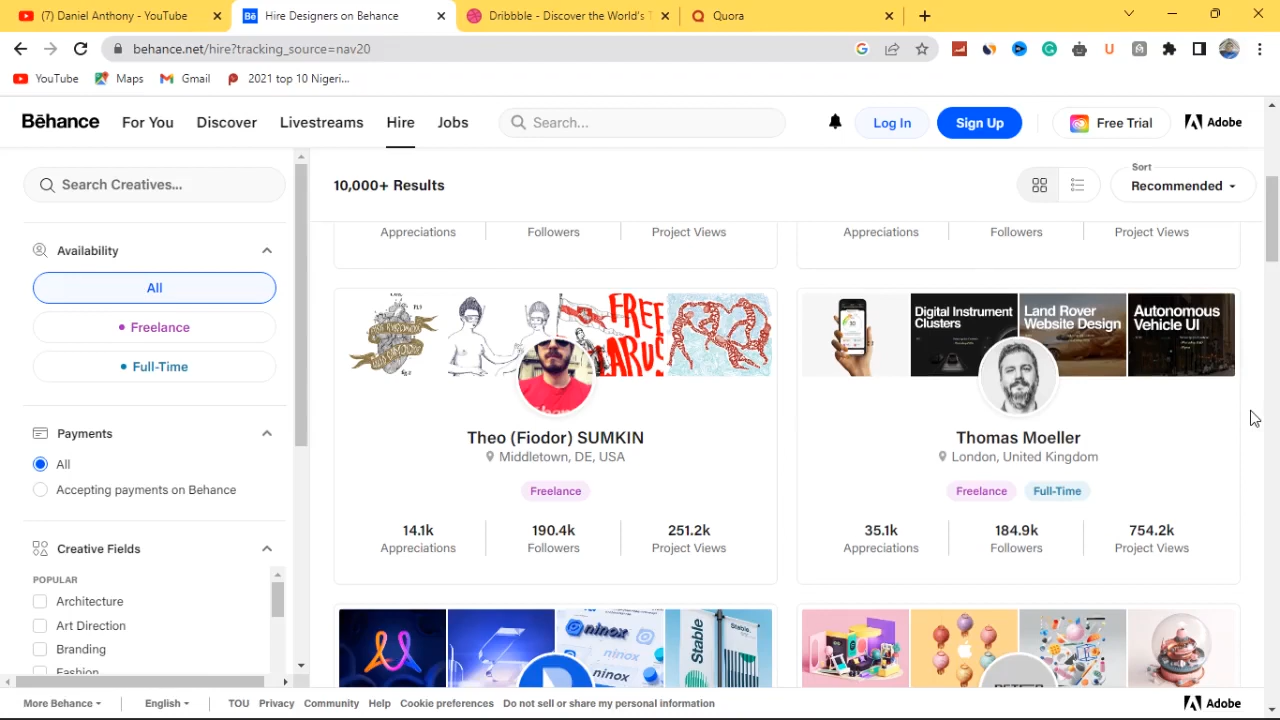 (7) Daniel Anthony - YouTube
Hire Designers on Behance
Dribbble - Discover the World's
Quora
behance.net/hire?tracking_source=nav20
YouTube
Maps
Gmail
2021 top 10 Nigeri...
Bēhance
For You
Discover
Livestreams
Hire
Jobs
Search...
Log In
Sign Up
Free Trial
Adobe
Search Creatives...
10,000+ Results
Sort
Recommended
Availability
All
Freelance
Full-Time
Payments
All
Accepting payments on Behance
Creative Fields
POPULAR
Architecture
Art Direction
Branding
Fashion
Appreciations
Followers
Project Views
Appreciations
Followers
Project Views
FREE
Theo (Fiodor) SUMKIN
Middletown, DE, USA
Freelance
14.1k
190.4k
251.2k
Appreciations
Followers
Project Views
Digital Instrument
Clusters
Land Rover
Website Design
Autonomous
Vehicle UI
Thomas Moeller
London, United Kingdom
Freelance
Full-Time
35.1k
184.9k
754.2k
Appreciations
Followers
Project Views
ninox
ninox
Stable
Stable
More Behance
English
TOU
Privacy
Community
Help
Cookie preferences
Do not sell or share my personal information
Adobe